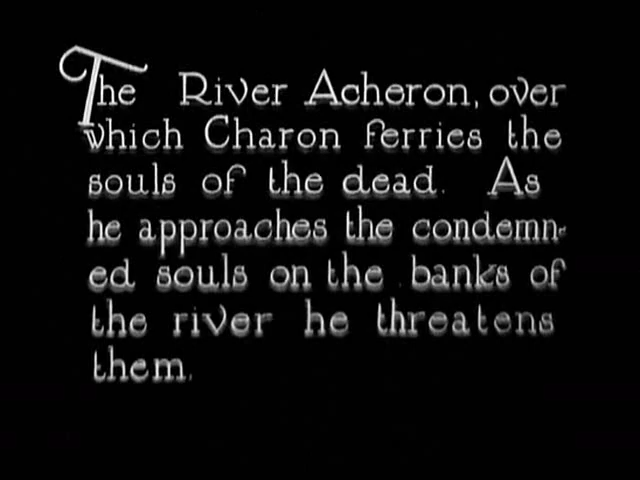 The River Acheron, over
which Charon ferries the
souls of the dead. As
he approaches the condemn-
ed souls on the banks of
the river he threatens
them.